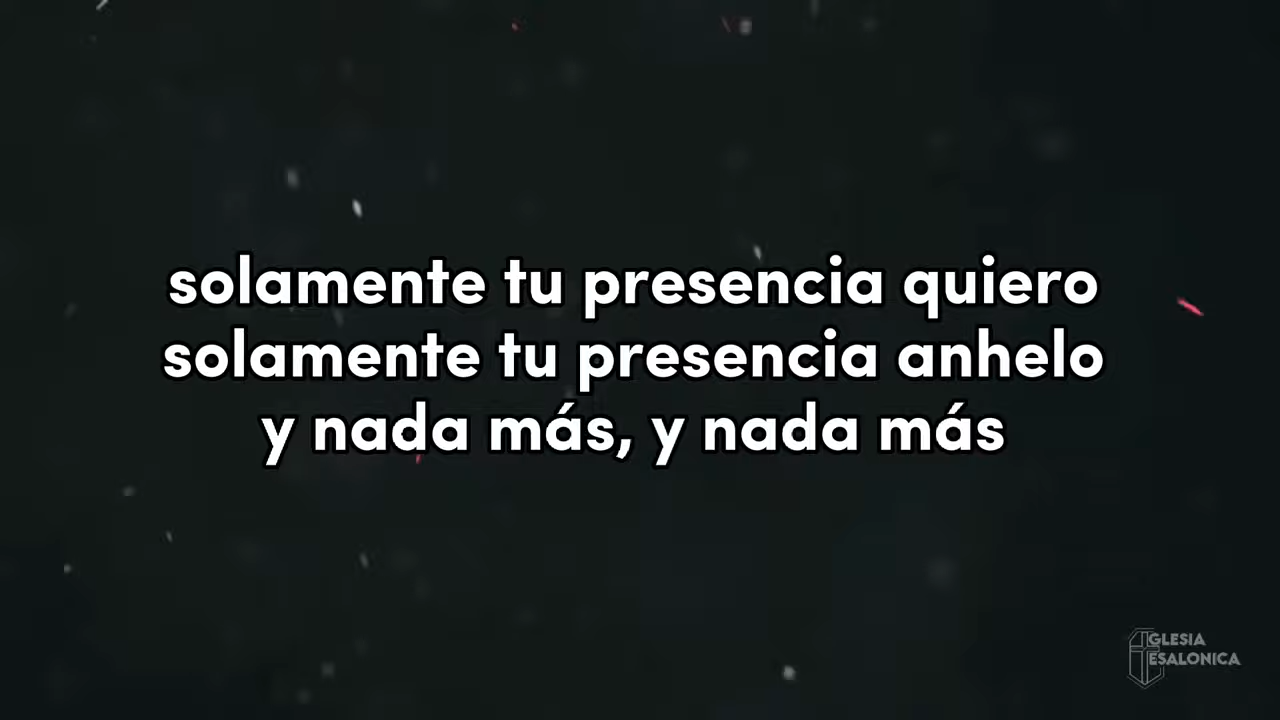 solamente tu presencia quiero
solamente tu presencia anhelo
y nada más, y nada más
IGLESIA
TESALONICA